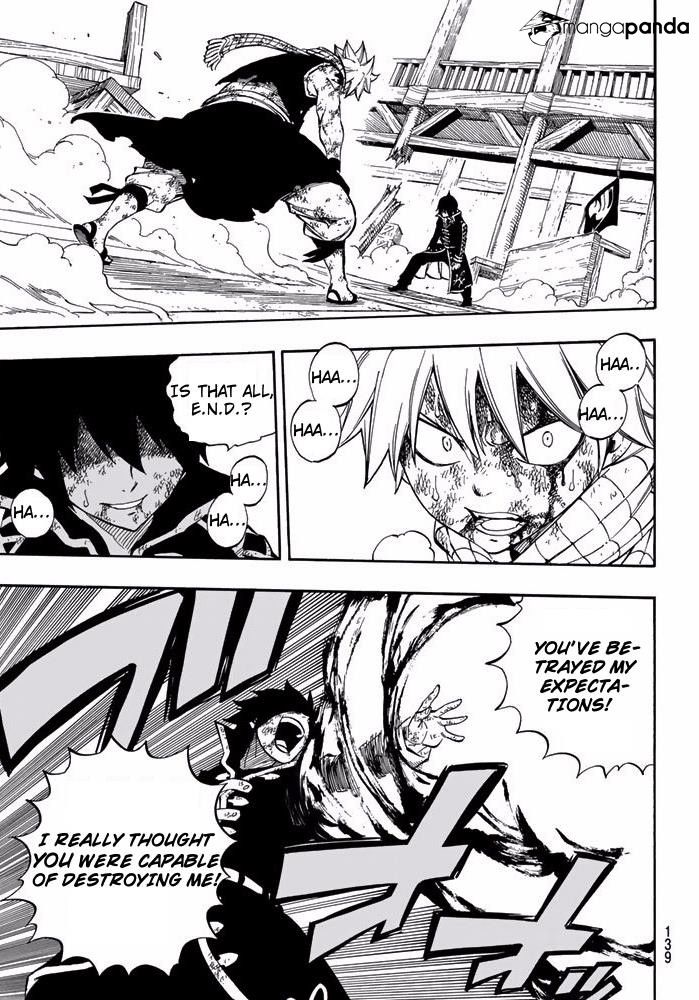 mangapanda
HAA...
HAA...
HAA...
HAA...
IS THAT ALL,
E.N.D.?
HA...
HA...
HA...
YOU'VE BE-
TRAYED MY
EXPECTA-
TIONS!
I REALLY THOUGHT
YOU WERE CAPABLE
OF DESTROYING ME!
139